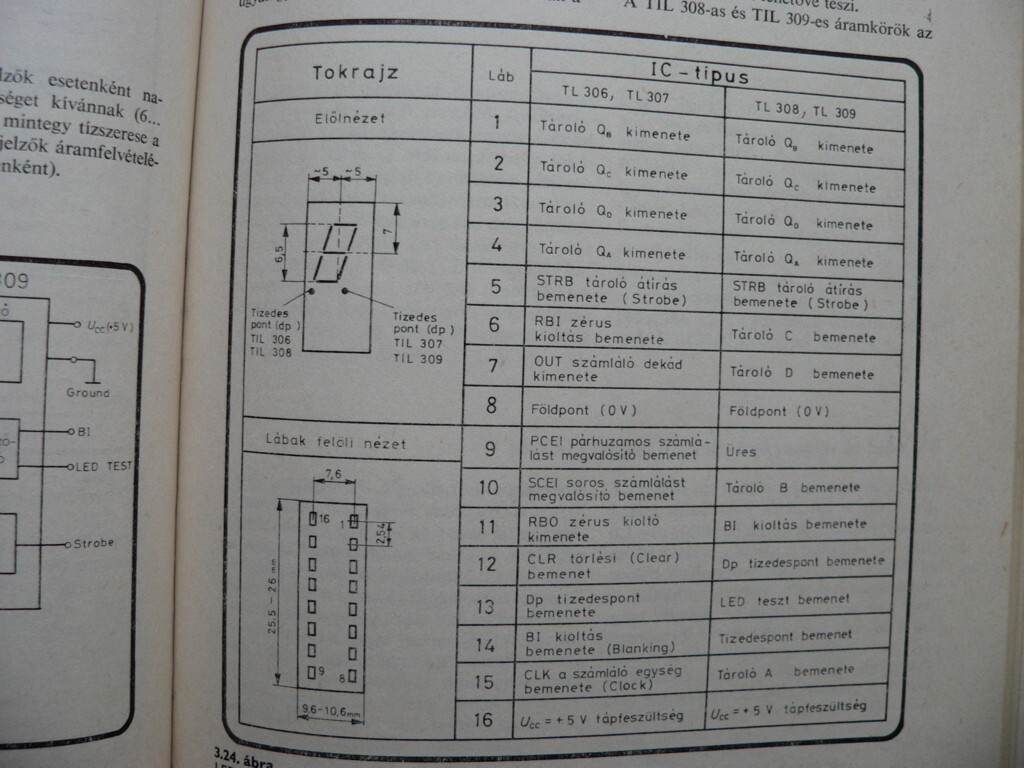 teszi.
A TIL 308-as és TIL 309-es áramkörök az
lzők esetenként na-
séget kívánnak (6...
mintegy tízszerese a
jelzők áramfelvételé-
nként).
309
Ucc (+5 V)
Ground
BI
LED TEST
Strobe
Tokrajz
Láb
IC - típus
TL 306, TL 307
TL 308, TL 309
Előlnézet
~5
~5
7
6,5
Tizedes
pont (dp)
TIL 306
TIL 308
Tizedes
pont (dp)
TIL 307
TIL 309
Lábak felöli nézet
7,6
16
1
2,54
25,5 - 26 mm
9
8
9,6-10,6mm
1
Tároló QB kimenete
Tároló QB kimenete
2
Tároló QC kimenete
Tároló QC kimenete
3
Tároló QD kimenete
Tároló QD kimenete
4
Tároló QA kimenete
Tároló QA kimenete
5
STRB tároló átírás
bemenete (Strobe)
STRB tároló átírás
bemenete (Strobe)
6
RBI zérus
kioltás bemenete
Tároló C bemenete
7
OUT számláló dekád
kimenete
Tároló D bemenete
8
Földpont (0 V)
Földpont (0 V)
9
PCEI párhuzamos számlá-
lást megvalósító bemenet
Üres
10
SCEI soros számlálást
megvalósító bemenet
Tároló B bemenete
11
RBO zérus kioltó
kimenete
BI kioltás bemenete
12
CLR törlési (Clear)
bemenet
Dp tizedespont bemenete
13
Dp tizedespont
bemenete
LED teszt bemenet
14
BI kioltás
bemenete (Blanking)
Tizedespont bemenet
15
CLK a számláló egység
bemenete (Clock)
Tároló A bemenete
16
Ucc = + 5 V tápfeszültség
Ucc = + 5 V tápfeszültség
3.24. ábra